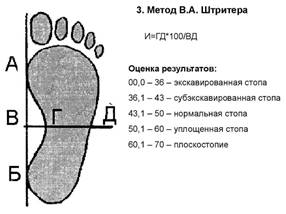 3. Метод В.А. Штритера
И=ГД*100/ВД
Оценка результатов:
00,0 – 36 – экскавированная стопа
36,1 – 43 – субэкскавированная стопа
43,1 – 50 – нормальная стопа
50,1 – 60 – уплощенная стопа
60,1 - 70 – плоскостопие
А
В Г Д
Б